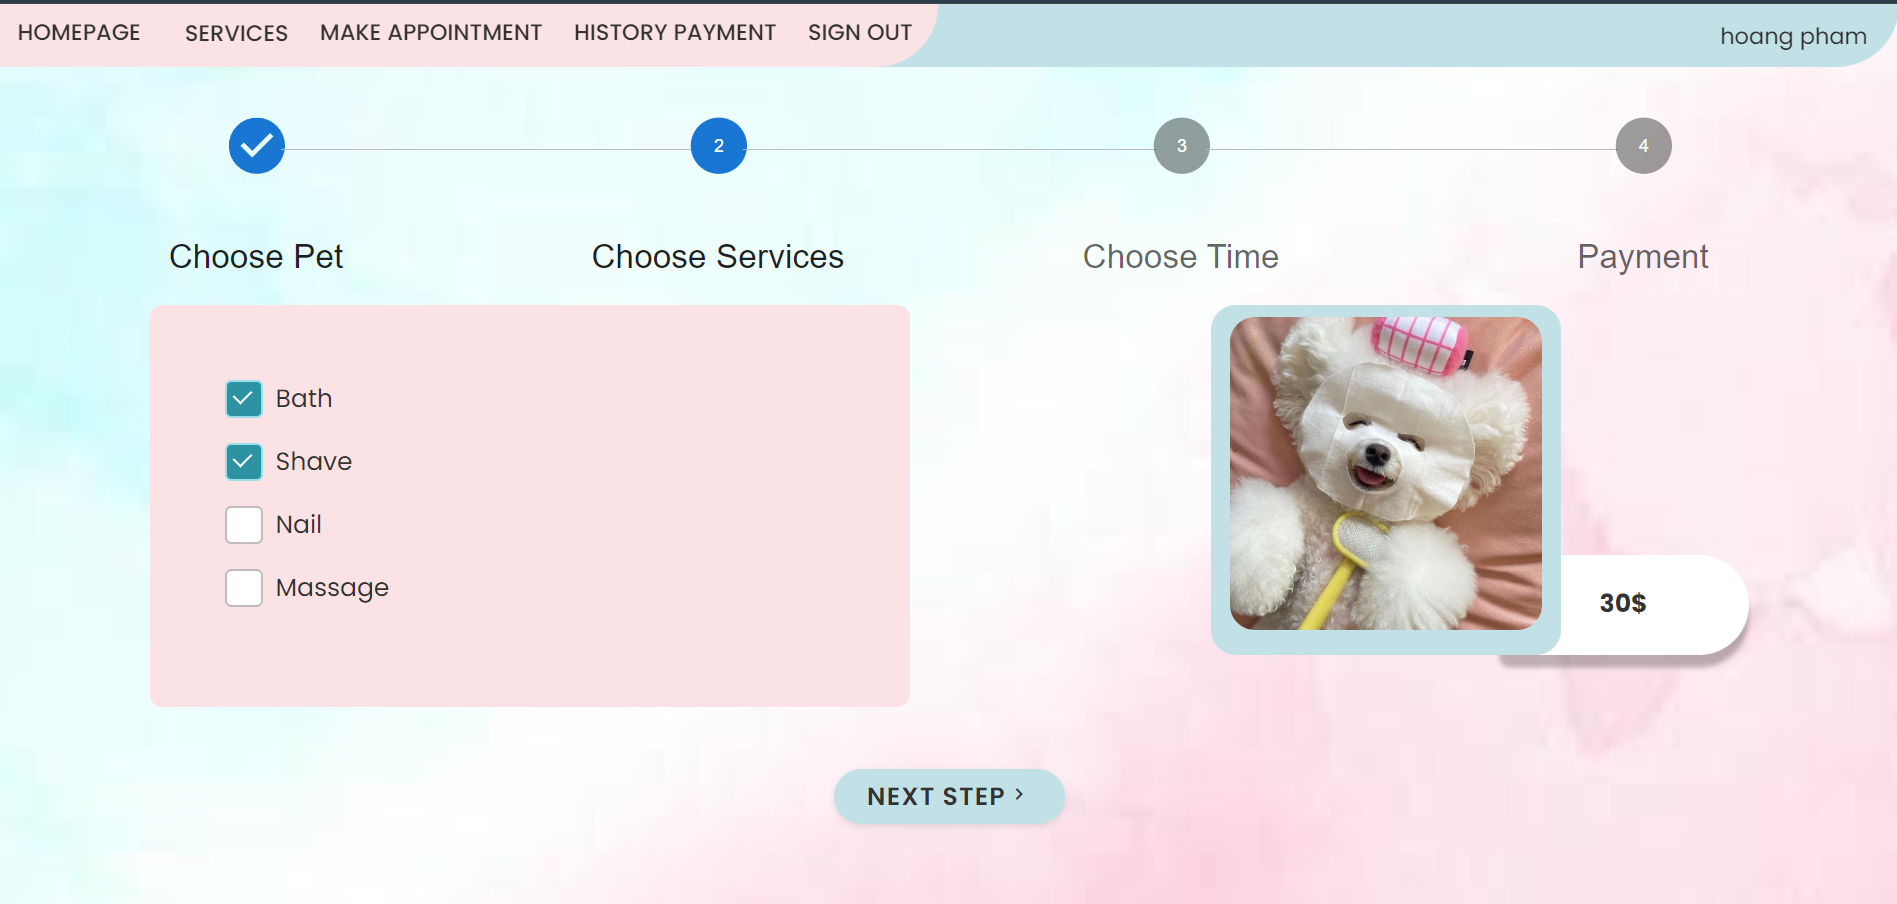 HOMEPAGE SERVICES MAKE APPOINTMENT HISTORY PAYMENT SIGN OUT hoang pham
2 3 4
Choose Pet Choose Services Choose Time Payment
Bath
Shave
Nail
Massage
30$
NEXT STEP >